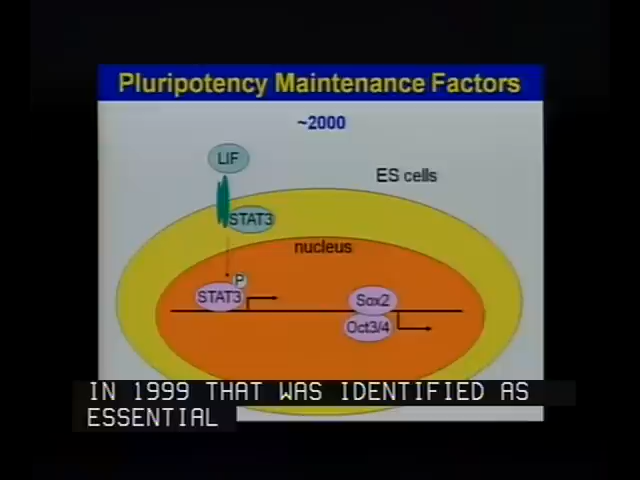 Pluripotency Maintenance Factors
~2000
LIF
ES cells
STAT3
nucleus
P
STAT3
Sox2
Oct3/4
IN 1999 THAT WAS IDENTIFIED AS
ESSENTIAL